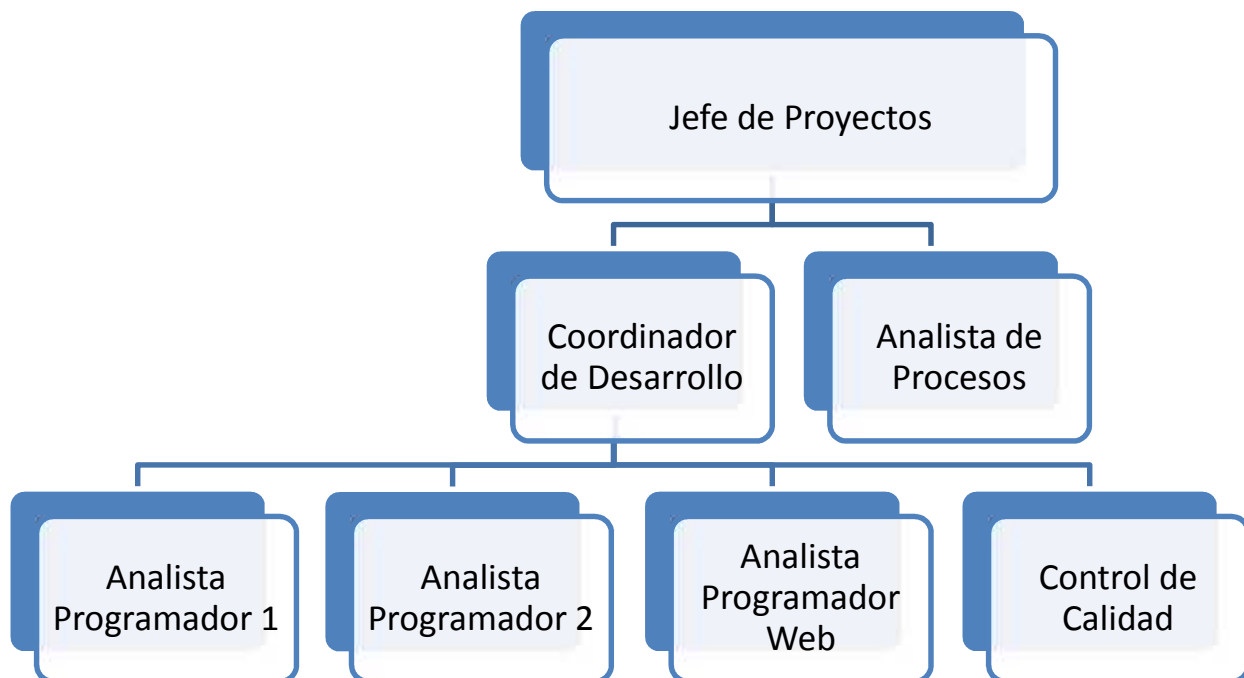 Jefe de Proyectos
Coordinador
de Desarrollo
Analista de
Procesos
Analista
Programador 1
Analista
Programador 2
Analista
Programador
Web
Control de
Calidad